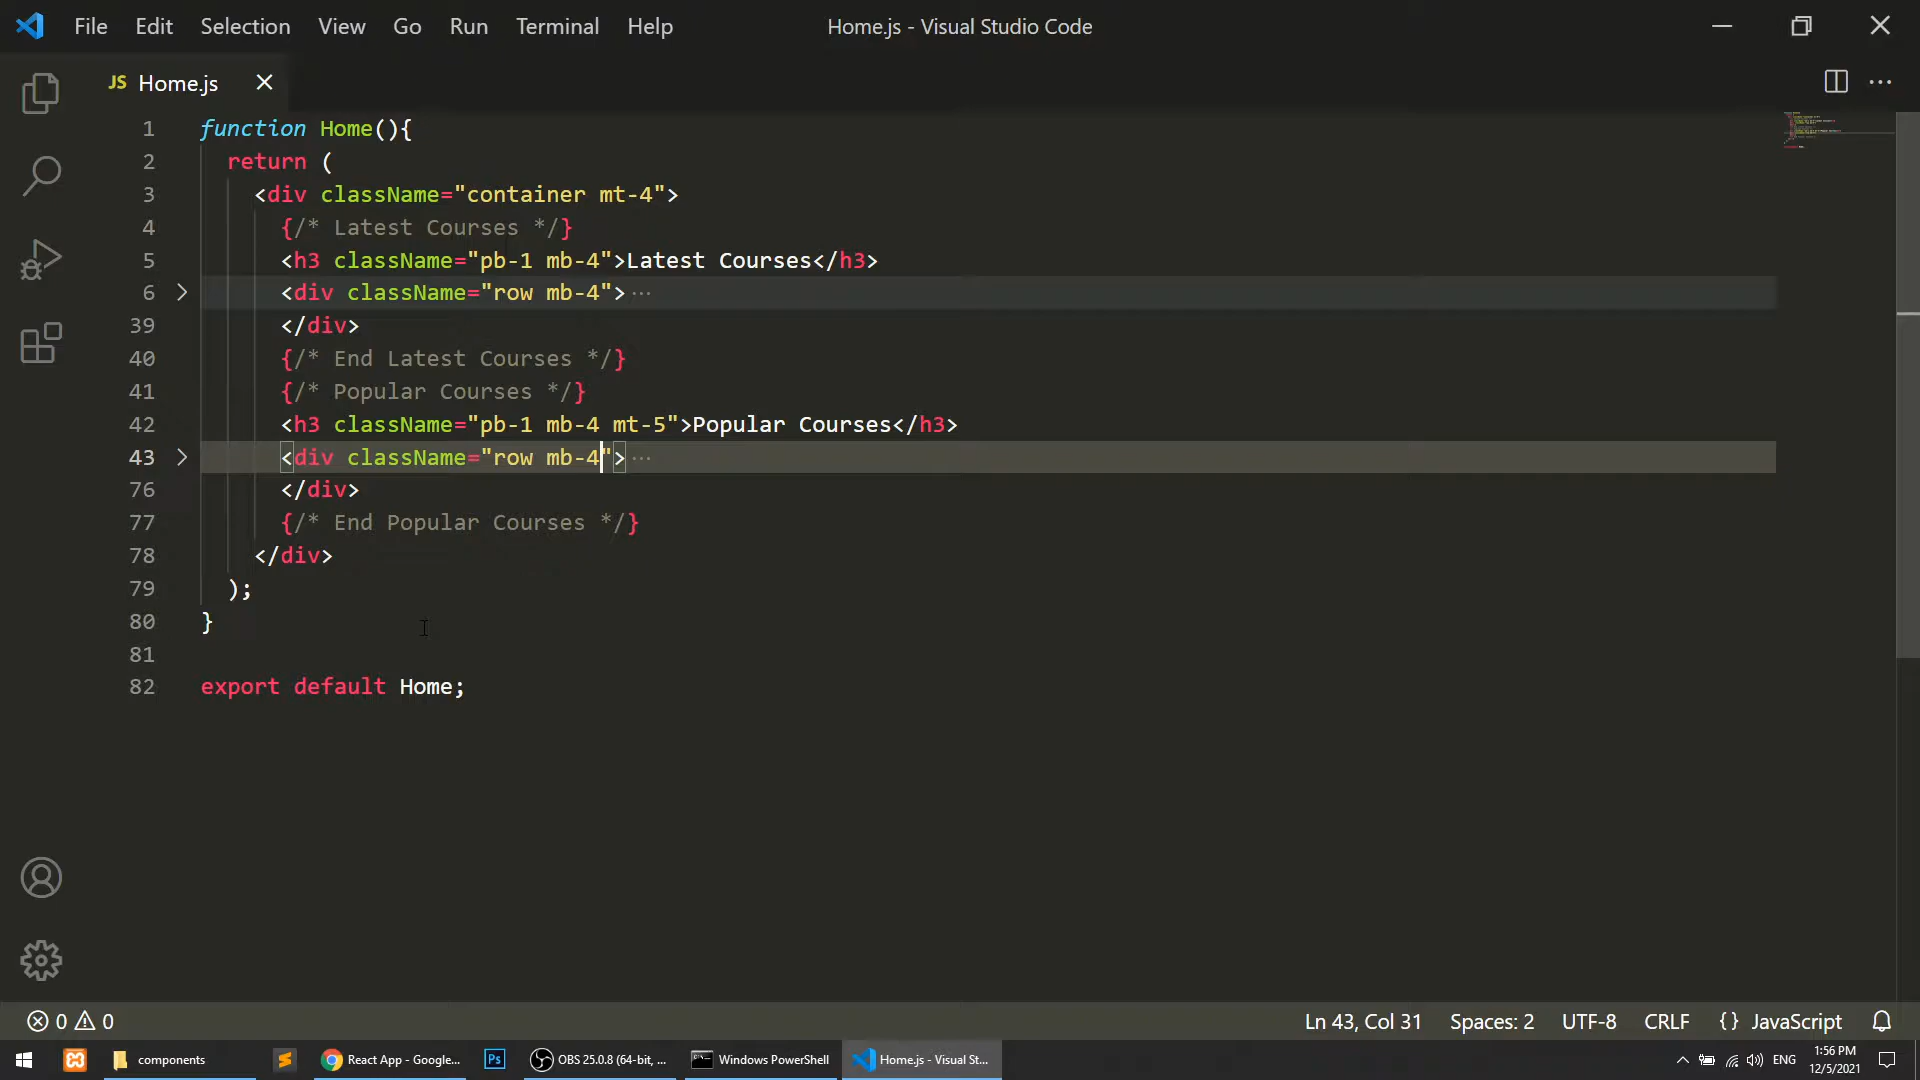 File Edit Selection View Go Run Terminal Help Home.js - Visual Studio Code
JS Home.js
1 function Home(){
2 return (
3 <div className="container mt-4">
4 {/* Latest Courses */}
5 <h3 className="pb-1 mb-4">Latest Courses</h3>
6 <div className="row mb-4"> ···
39 </div>
40 {/* End Latest Courses */}
41 {/* Popular Courses */}
42 <h3 className="pb-1 mb-4 mt-5">Popular Courses</h3>
43 <div className="row mb-4"> ···
76 </div>
77 {/* End Popular Courses */}
78 </div>
79 );
80 }
81
82 export default Home;
0 0 Ln 43, Col 31 Spaces: 2 UTF-8 CRLF {} JavaScript
components React App - Google... Ps OBS 25.0.8 (64-bit, ... Windows PowerShell Home.js - Visual St... ENG 1:56 PM
12/5/2021